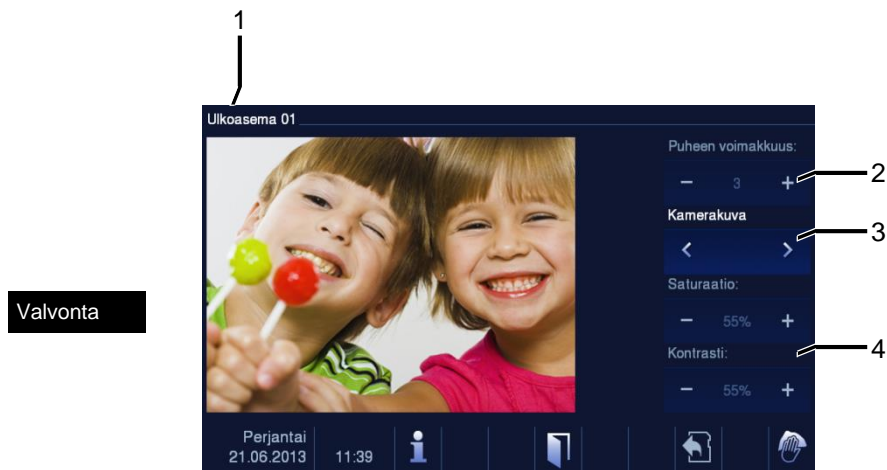 1
Ulkoasema 01
Puheen voimakkuus:
− 3 +
2
Kamerakuva
< >
3
Saturaatio:
− 55% +
Valvonta
Kontrasti:
4
− 55% +
Perjantai
21.06.2013 11:39